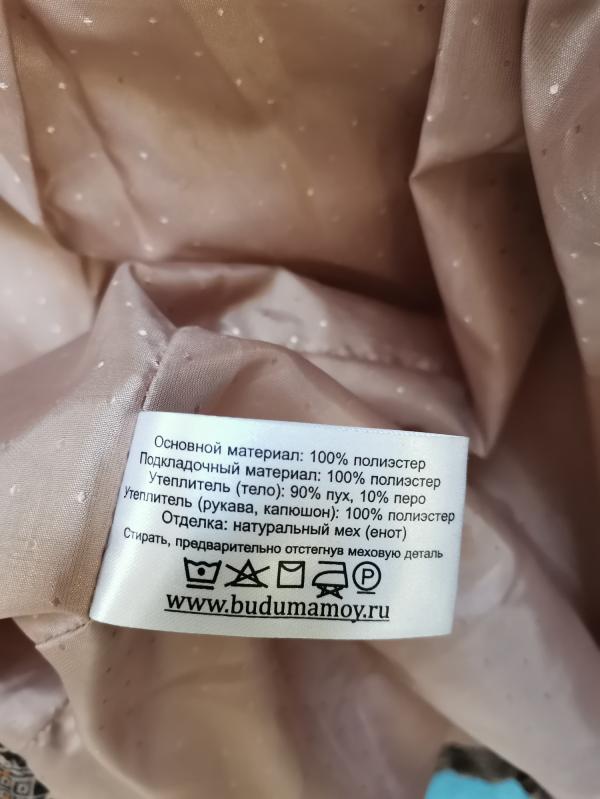 Основной материал: 100% полиэстер
Подкладочный материал: 100% полиэстер
Утеплитель (тело): 90% пух, 10% перо
Утеплитель (рукава, капюшон): 100% полиэстер
Отделка: натуральный мех (енот)
Стирать, предварительно отстегнув меховую деталь
P
www.budumamoy.ru